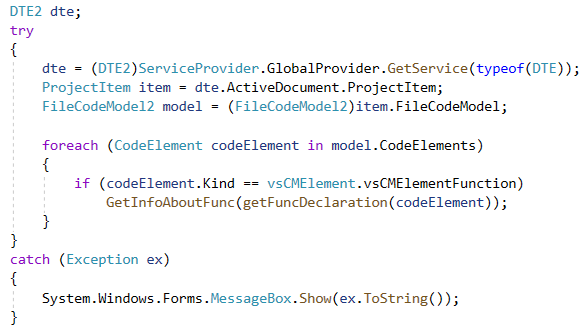 DTE2 dte;
try
{
    dte = (DTE2)ServiceProvider.GlobalProvider.GetService(typeof(DTE));
    ProjectItem item = dte.ActiveDocument.ProjectItem;
    FileCodeModel2 model = (FileCodeModel2)item.FileCodeModel;

    foreach (CodeElement codeElement in model.CodeElements)
    {
        if (codeElement.Kind == vsCMElement.vsCMElementFunction)
            GetInfoAboutFunc(getFuncDeclaration(codeElement));
    }
}
catch (Exception ex)
{
    System.Windows.Forms.MessageBox.Show(ex.ToString());
}